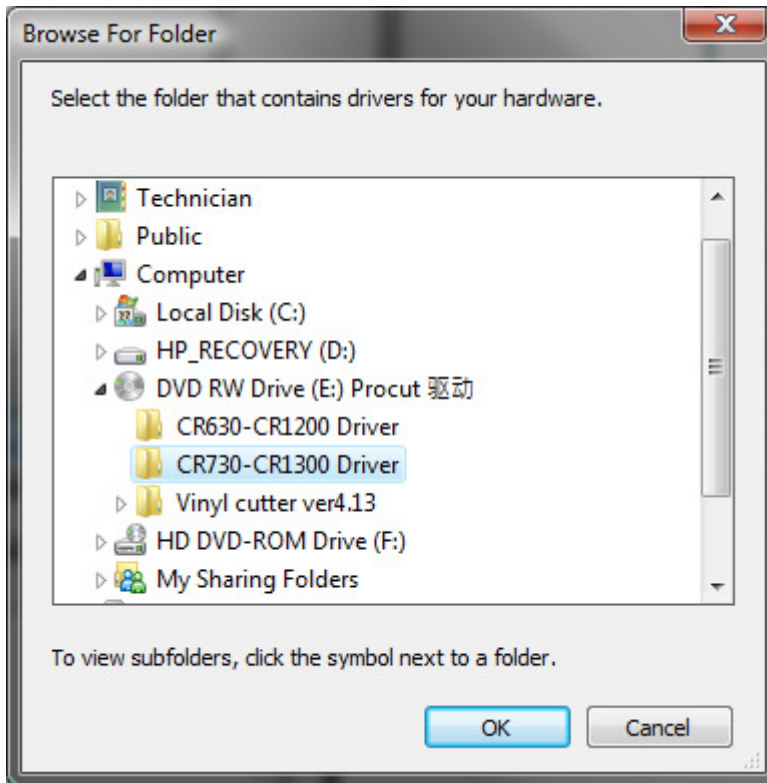 Browse For Folder
Select the folder that contains drivers for your hardware.
Technician
Public
Computer
Local Disk (C:)
HP_RECOVERY (D:)
DVD RW Drive (E:) Procut 驱动
CR630-CR1200 Driver
CR730-CR1300 Driver
Vinyl cutter ver4.13
HD DVD-ROM Drive (F:)
My Sharing Folders
To view subfolders, click the symbol next to a folder.
OK Cancel